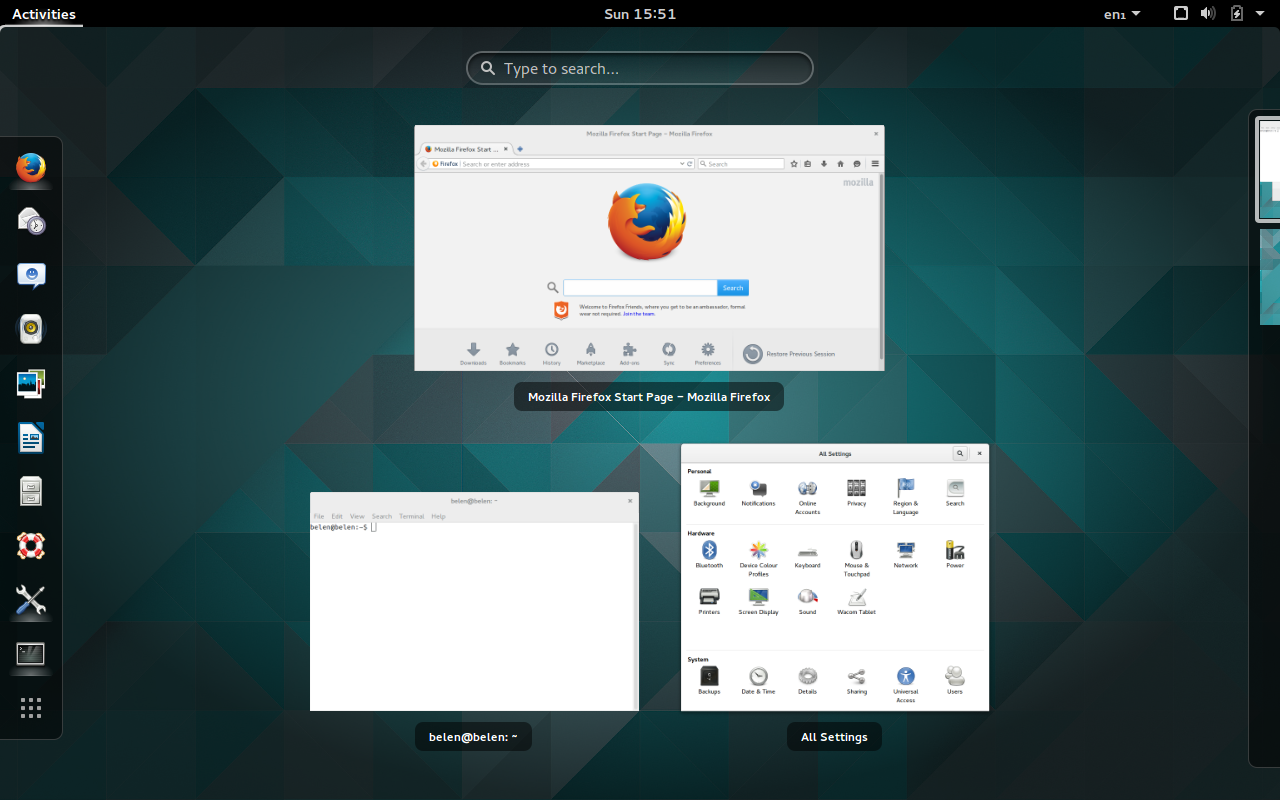 Activities
Sun 15:51
en₁
Type to search...
Mozilla Firefox Start Page - Mozilla Firefox
Mozilla Firefox Start ...
Firefox
Search or enter address
Search
mozilla
Search
Welcome to Firefox Friends, where you get to be an ambassador, formal
wear not required. Join the team.
Downloads
Bookmarks
History
Marketplace
Add-ons
Sync
Preferences
Restore Previous Session
Mozilla Firefox Start Page - Mozilla Firefox
belen@belen: ~
File Edit View Search Terminal Help
belen@belen:~$
belen@belen: ~
All Settings
Personal
Background
Notifications
Online
Accounts
Privacy
Region &
Language
Search
Hardware
Bluetooth
Device Colour
Profiles
Keyboard
Mouse &
Touchpad
Network
Power
Printers
Screen Display
Sound
Wacom Tablet
System
Backups
Date & Time
Details
Sharing
Universal
Access
Users
All Settings